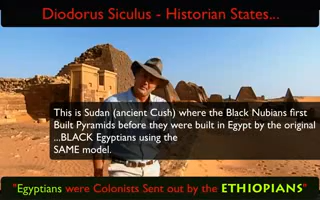 Diodorus Siculus - Historian States...
This is Sudan (ancient Cush) where the Black Nubians first
Built Pyramids before they were built in Egypt by the original
...BLACK Egyptians using the
SAME model.
"Egyptians were Colonists Sent out by the ETHIOPIANS"